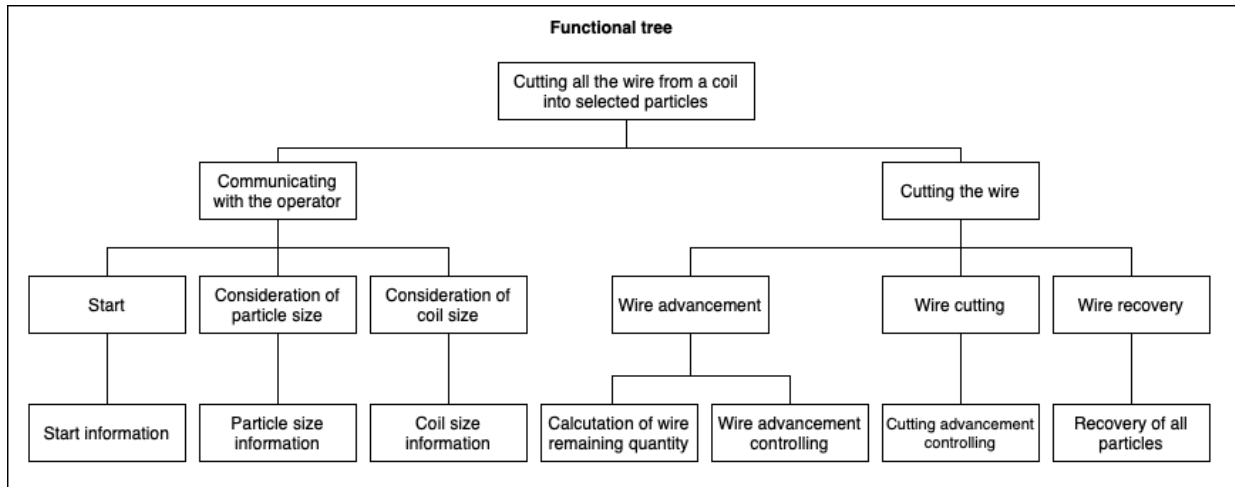 Functional tree
Cutting all the wire from a coil
into selected particles
Communicating
with the operator
Cutting the wire
Start
Consideration of
particle size
Consideration of
coil size
Wire advancement
Wire cutting
Wire recovery
Start information
Particle size
information
Coil size
information
Calcutation of wire
remaining quantity
Wire advancement
controlling
Cutting advancement
controlling
Recovery of all
particles